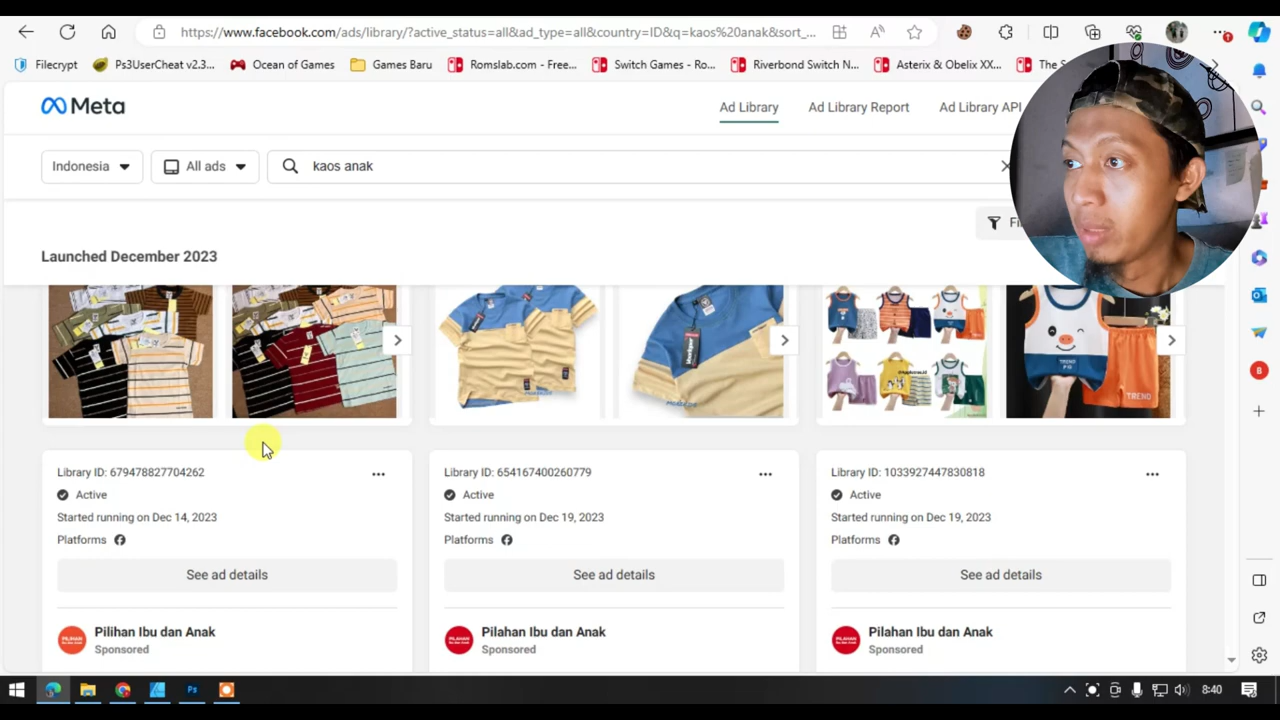 https://www.facebook.com/ads/library/?active_status=all&ad_type=all&country=ID&q=kaos%20anak&sort_...
Filecrypt
Ps3UserCheat v2.3...
Ocean of Games
Games Baru
Romslab.com - Free...
Switch Games - Ro...
Riverbond Switch N...
Asterix & Obelix XX...
The S
Meta
Ad Library
Ad Library Report
Ad Library API
Indonesia
All ads
kaos anak
Launched December 2023
Library ID: 679478827704262
Active
Started running on Dec 14, 2023
Platforms
See ad details
Pilihan Ibu dan Anak
Sponsored
Library ID: 654167400260779
Active
Started running on Dec 19, 2023
Platforms
See ad details
Pilahan Ibu dan Anak
Sponsored
Library ID: 1033927447830818
Active
Started running on Dec 19, 2023
Platforms
See ad details
Pilahan Ibu dan Anak
Sponsored
8:40